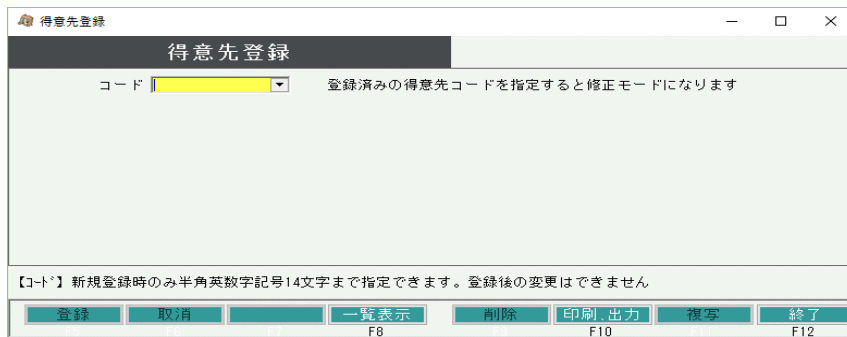 得意先登録
得意先登録
コード 登録済みの得意先コードを指定すると修正モードになります
【ｺｰﾄﾞ】新規登録時のみ半角英数字記号14文字まで指定できます。登録後の変更はできません
登録 取消 一覧表示 削除 印刷、出力 複写 終了
F5 F6 F7 F8 F9 F10 F11 F12